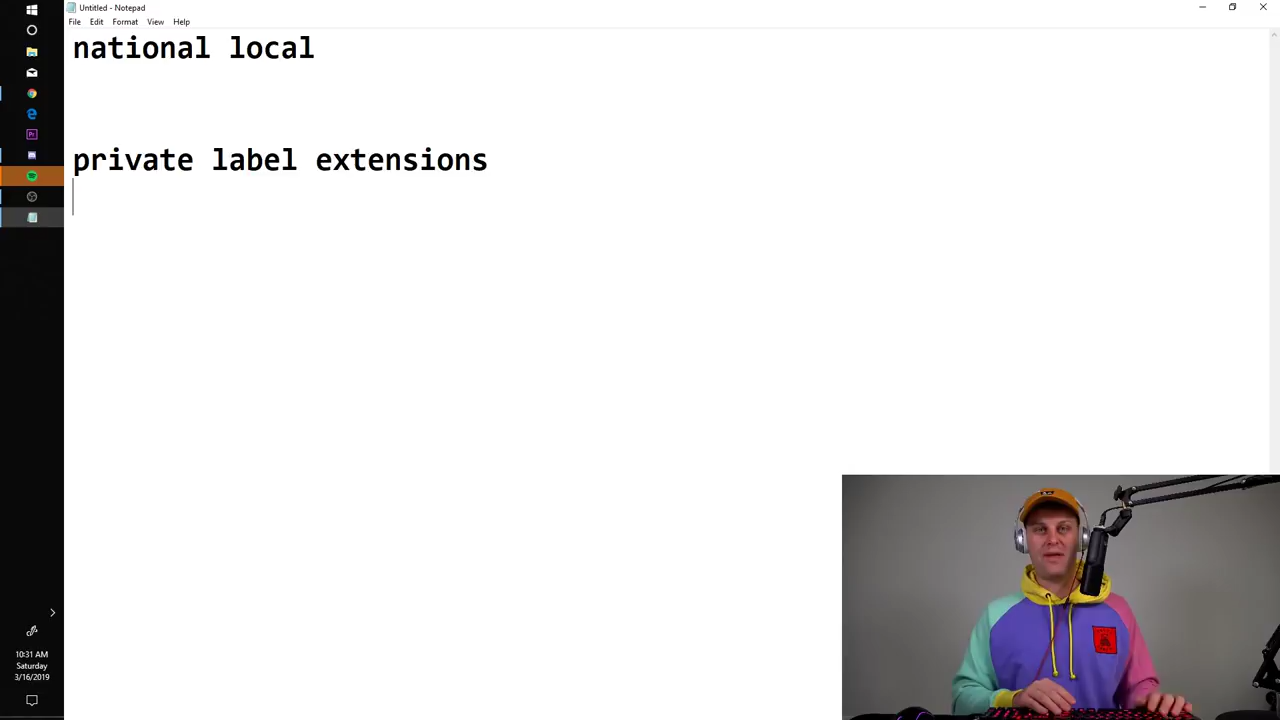 Untitled - Notepad
File Edit Format View Help
national local
private label extensions
10:31 AM
Saturday
3/16/2019